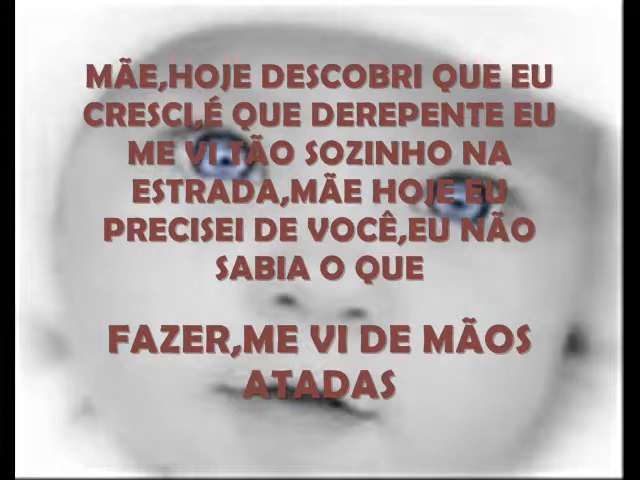 MÃE,HOJE DESCOBRI QUE EU
CRESCI,É QUE DEREPENTE EU
ME VI TÃO SOZINHO NA
ESTRADA,MÃE HOJE EU
PRECISEI DE VOCÊ,EU NÃO
SABIA O QUE
FAZER,ME VI DE MÃOS
ATADAS